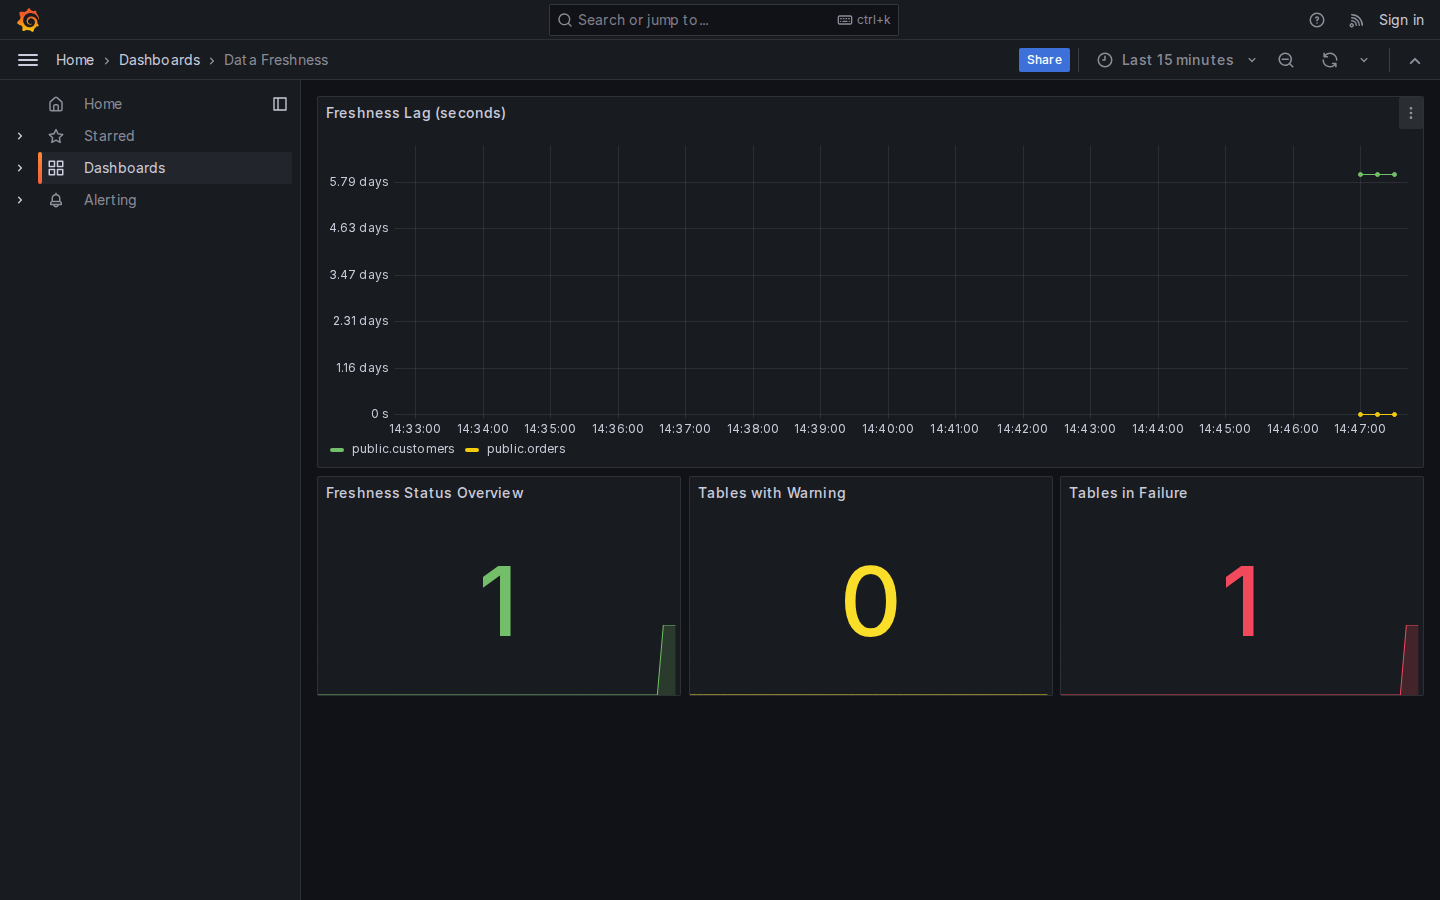 Search or jump to...
ctrl+k
Sign in
Home › Dashboards › Data Freshness
Share
Last 15 minutes
Home
Starred
Dashboards
Alerting
Freshness Lag (seconds)
5.79 days
4.63 days
3.47 days
2.31 days
1.16 days
0 s
14:33:00 14:34:00 14:35:00 14:36:00 14:37:00 14:38:00 14:39:00 14:40:00 14:41:00 14:42:00 14:43:00 14:44:00 14:45:00 14:46:00 14:47:00
public.customers public.orders
Freshness Status Overview
1
Tables with Warning
0
Tables in Failure
1